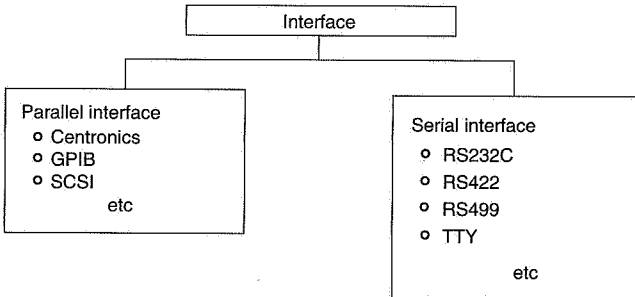 Interface
Parallel interface
Centronics
GPIB
SCSI
etc
Serial interface
RS232C
RS422
RS499
TTY
etc